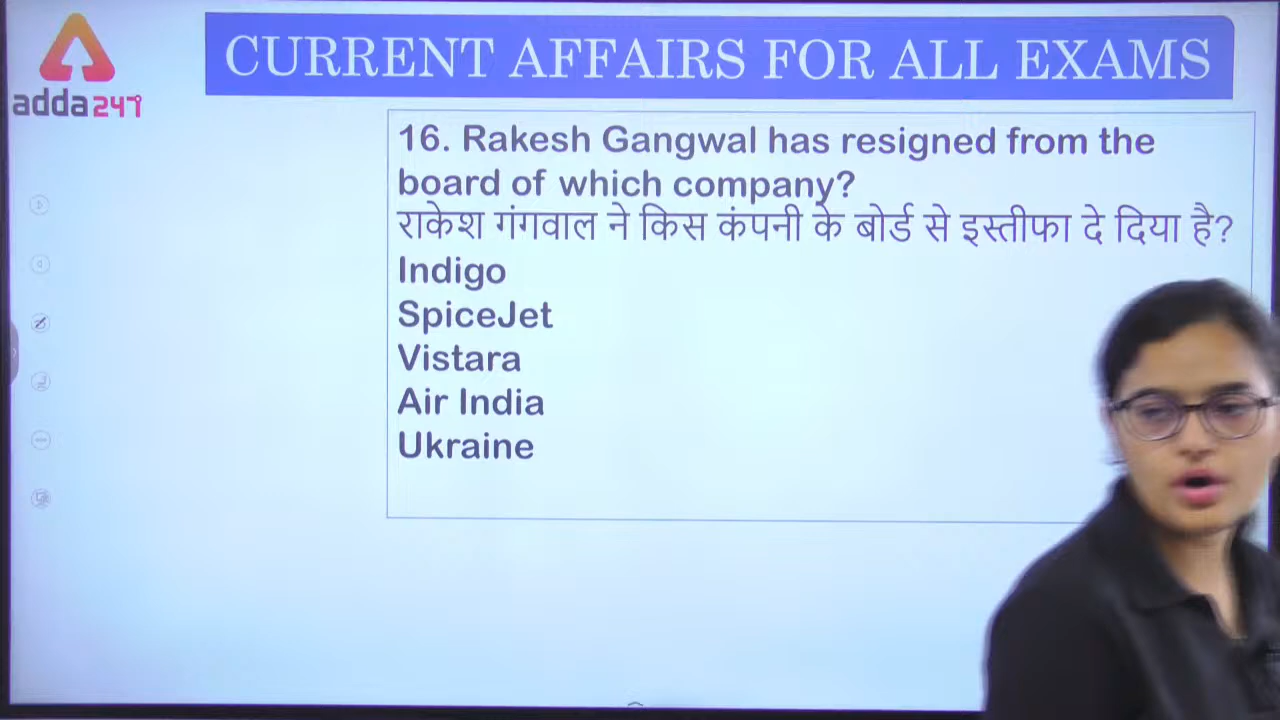 CURRENT AFFAIRS FOR ALL EXAMS
adda247
16. Rakesh Gangwal has resigned from the
board of which company?
राकेश गंगवाल ने किस कंपनी के बोर्ड से इस्तीफा दे दिया है?
Indigo
SpiceJet
Vistara
Air India
Ukraine